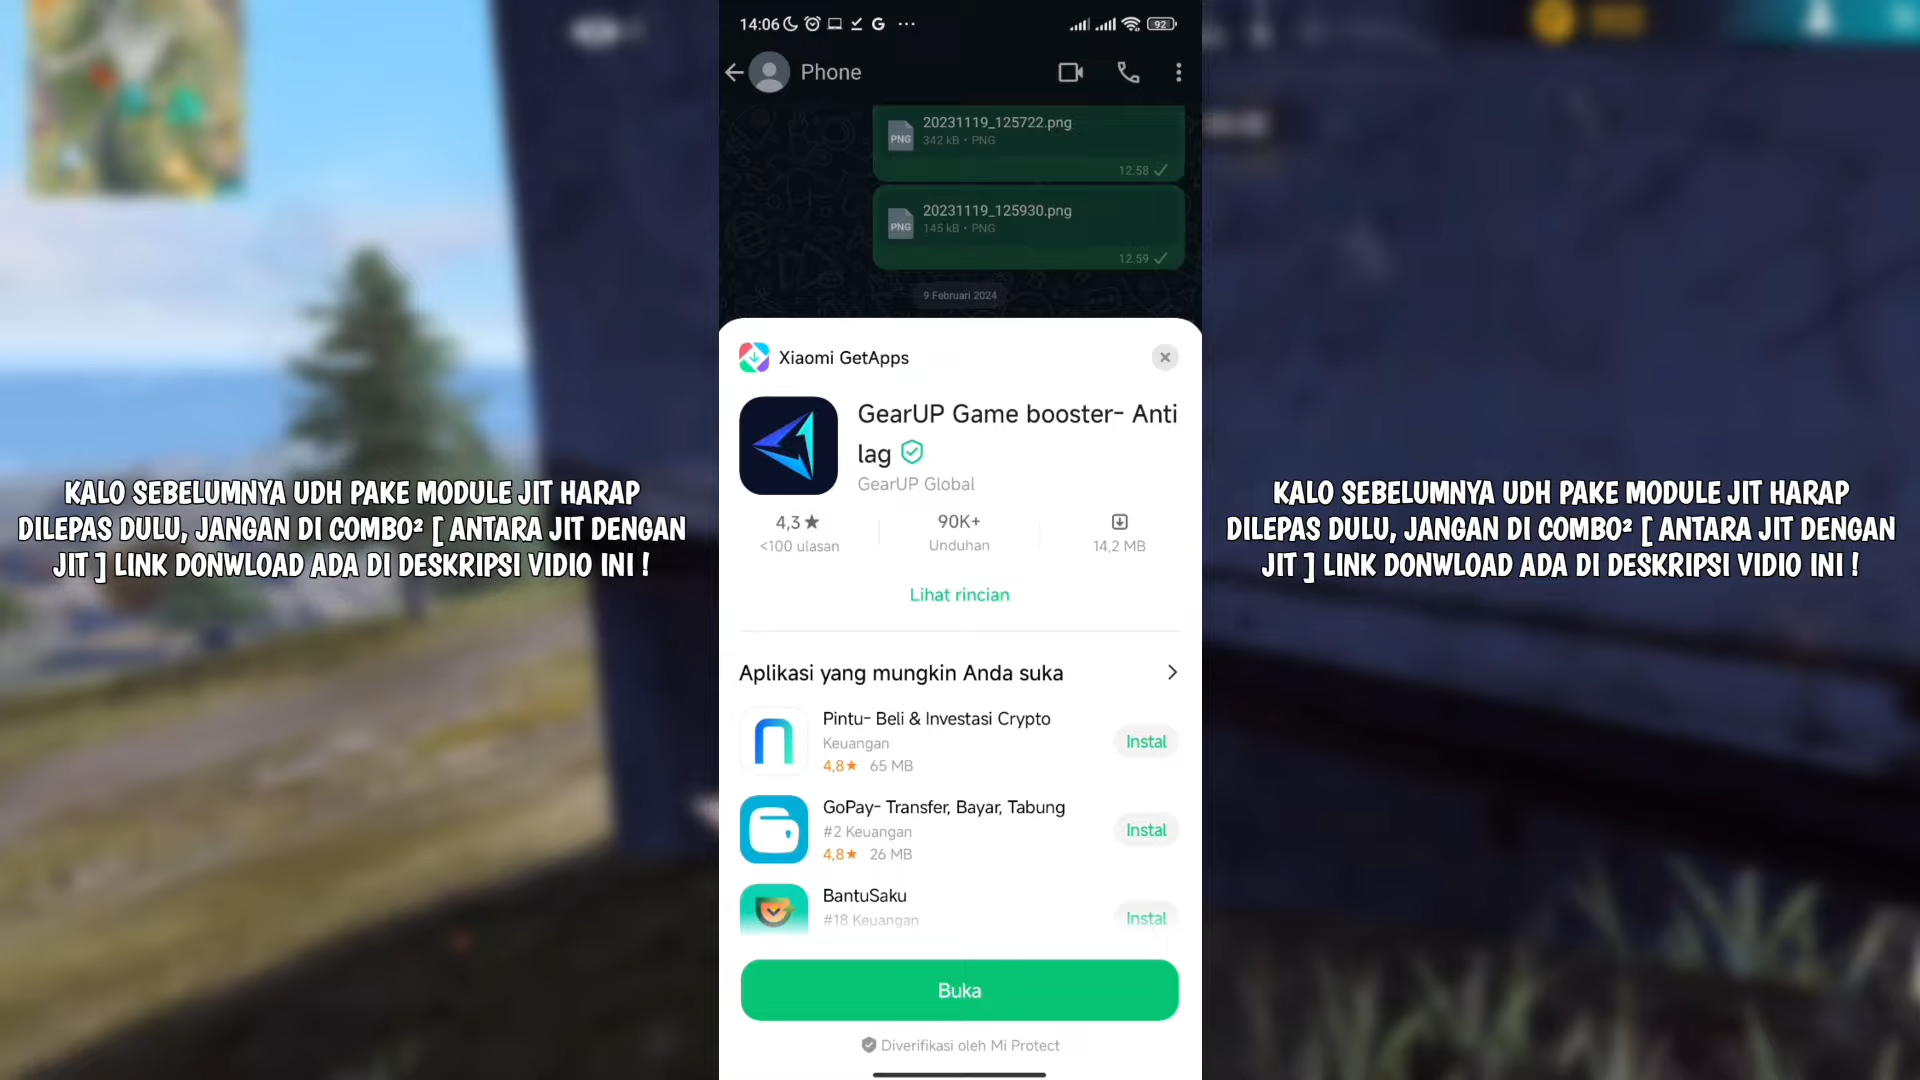 14:06
92
Phone
PNG
20231119_125722.png
342 kB • PNG
12.58
PNG
20231119_125930.png
145 kB • PNG
12.59
9 Februari 2024
Xiaomi GetApps
GearUP Game booster- Anti
lag
GearUP Global
4,3★
<100 ulasan
90K+
Unduhan
14,2 MB
Lihat rincian
Aplikasi yang mungkin Anda suka
Pintu- Beli & Investasi Crypto
Keuangan
4,8★ 65 MB
Instal
GoPay- Transfer, Bayar, Tabung
#2 Keuangan
4,8★ 26 MB
Instal
BantuSaku
#18 Keuangan
Instal
Buka
Diverifikasi oleh Mi Protect
KALO SEBELUMNYA UDH PAKE MODULE JIT HARAP
DILEPAS DULU, JANGAN DI COMBO² [ ANTARA JIT DENGAN
JIT ] LINK DONWLOAD ADA DI DESKRIPSI VIDIO INI !
KALO SEBELUMNYA UDH PAKE MODULE JIT HARAP
DILEPAS DULU, JANGAN DI COMBO² [ ANTARA JIT DENGAN
JIT ] LINK DONWLOAD ADA DI DESKRIPSI VIDIO INI !